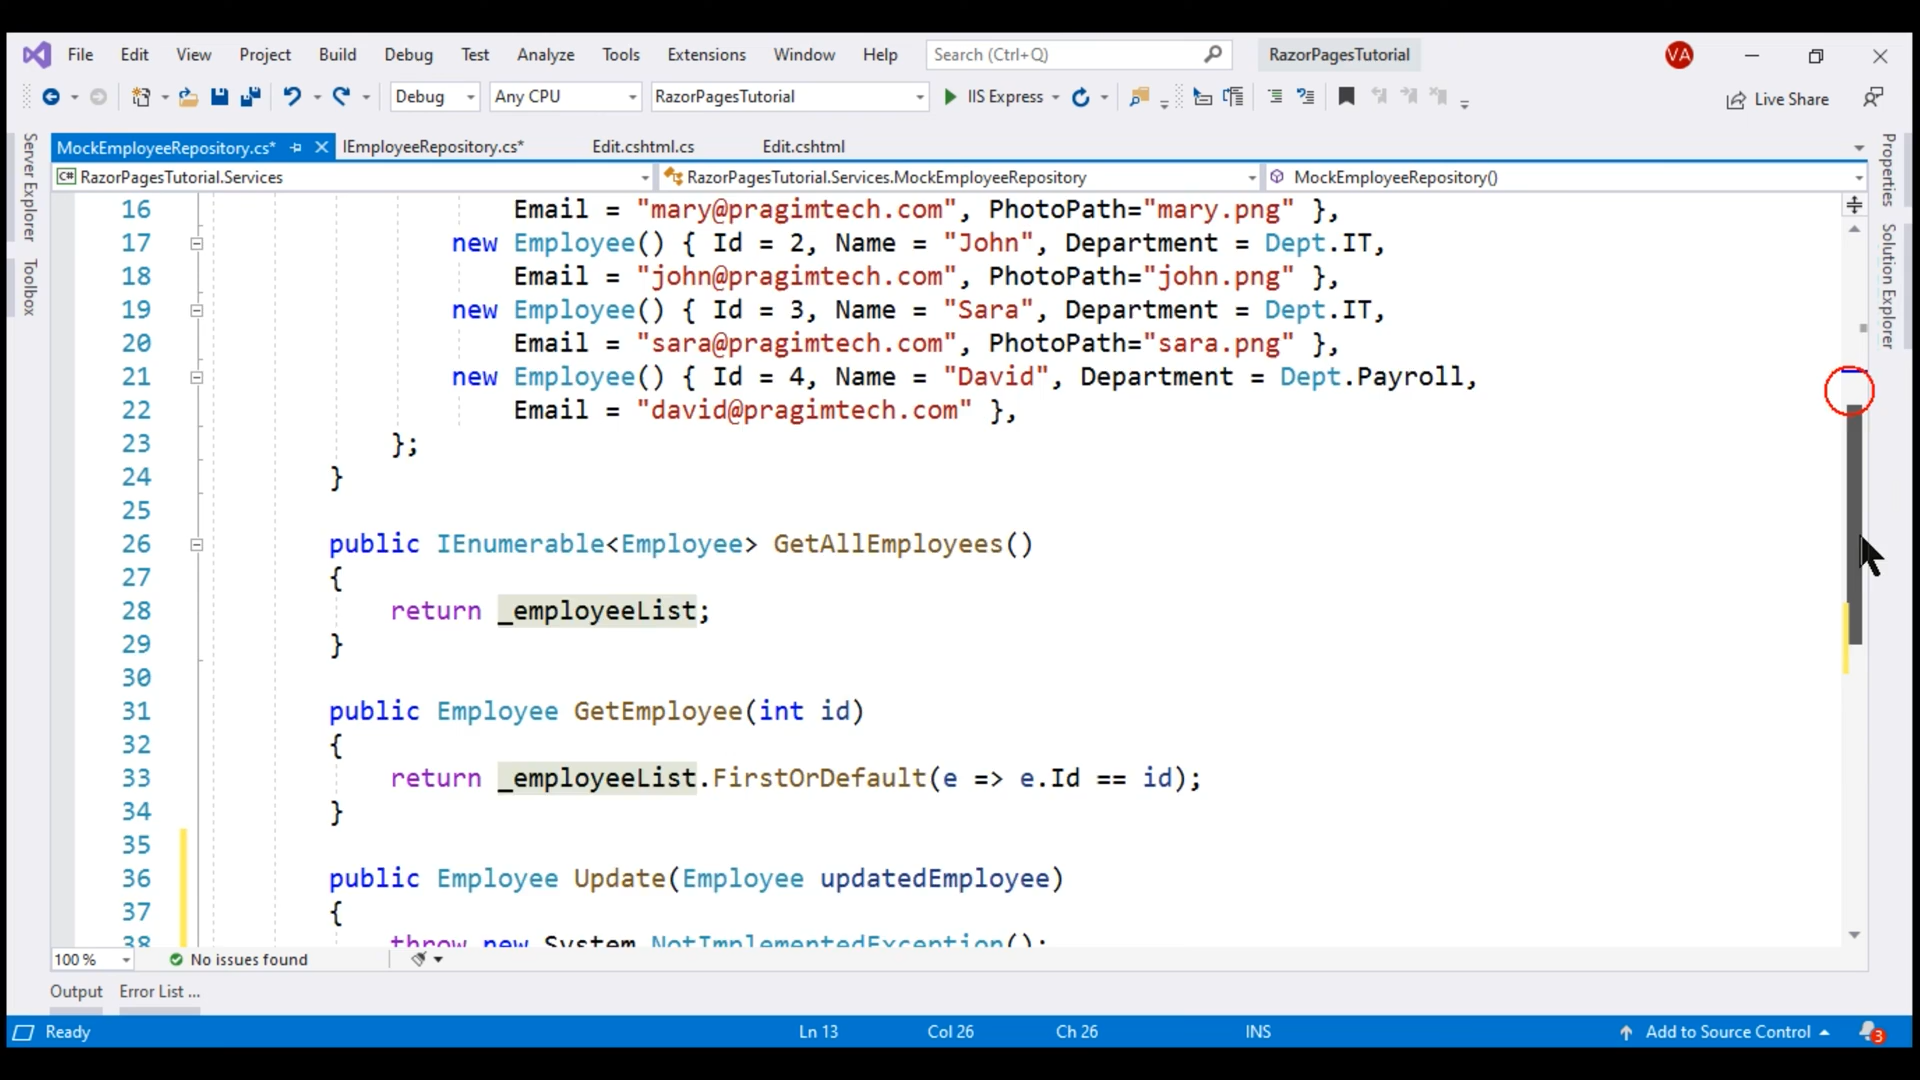 File Edit View Project Build Debug Test Analyze Tools Extensions Window Help Search (Ctrl+Q) RazorPagesTutorial VA
Debug Any CPU RazorPagesTutorial IIS Express Live Share
MockEmployeeRepository.cs* IEmployeeRepository.cs* Edit.cshtml.cs Edit.cshtml
C# RazorPagesTutorial.Services RazorPagesTutorial.Services.MockEmployeeRepository MockEmployeeRepository()
Server Explorer
Toolbox
Properties
Solution Explorer
16 Email = "mary@pragimtech.com", PhotoPath="mary.png" },
17 new Employee() { Id = 2, Name = "John", Department = Dept.IT,
18 Email = "john@pragimtech.com", PhotoPath="john.png" },
19 new Employee() { Id = 3, Name = "Sara", Department = Dept.IT,
20 Email = "sara@pragimtech.com", PhotoPath="sara.png" },
21 new Employee() { Id = 4, Name = "David", Department = Dept.Payroll,
22 Email = "david@pragimtech.com" },
23 };
24 }
25
26 public IEnumerable<Employee> GetAllEmployees()
27 {
28 return _employeeList;
29 }
30
31 public Employee GetEmployee(int id)
32 {
33 return _employeeList.FirstOrDefault(e => e.Id == id);
34 }
35
36 public Employee Update(Employee updatedEmployee)
37 {
38 throw new System.NotImplementedException();
100 % No issues found
Output Error List ...
Ready Ln 13 Col 26 Ch 26 INS Add to Source Control 3